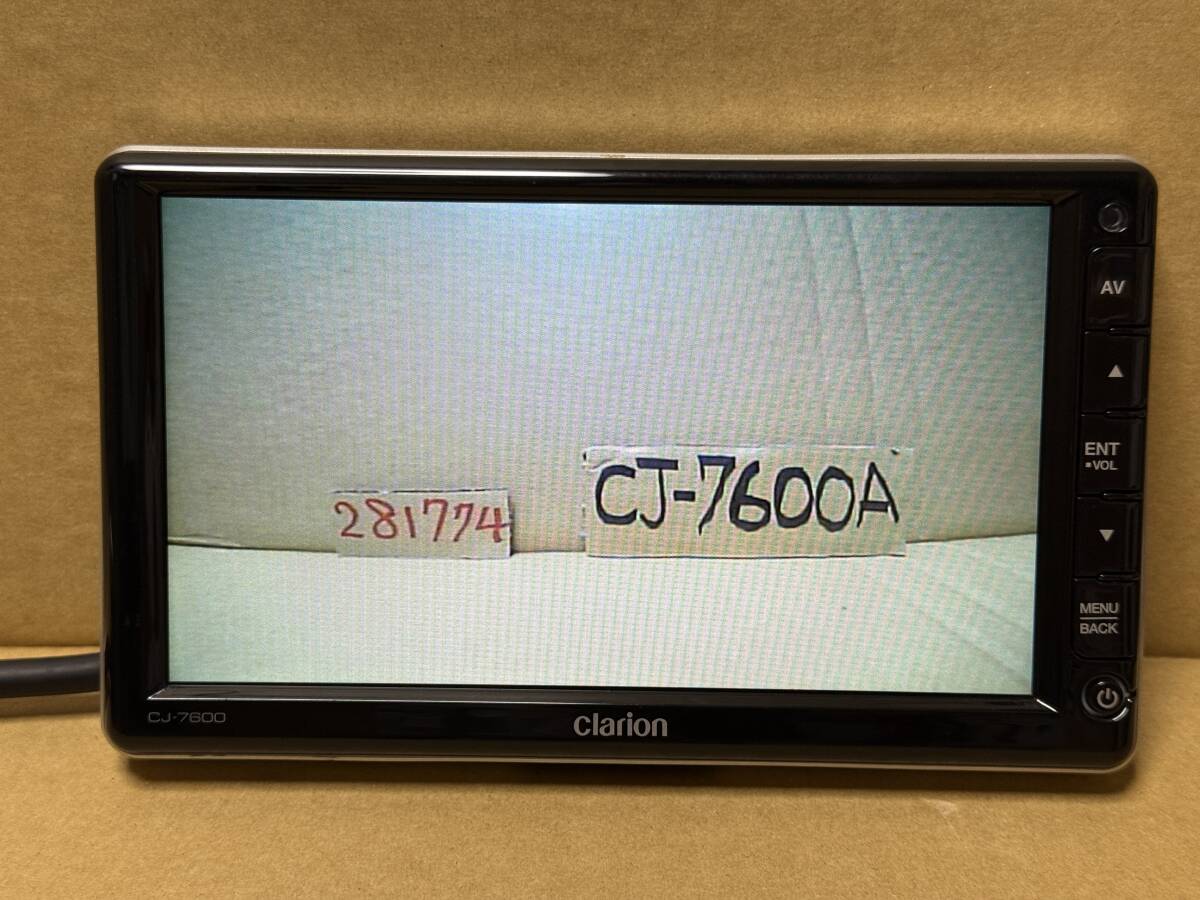 281774
CJ-7600A
AV
ENT
VOL
MENU
BACK
CJ-7600
clarion